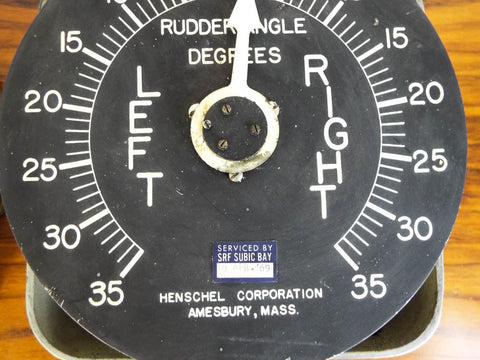 RUDDER ANGLE
DEGREES
15
15
20
20
25
25
30
30
35
35
LEFT
RIGHT
SERVICED BY
SRF SUBIC BAY
'69
HENSCHEL CORPORATION
AMESBURY, MASS.